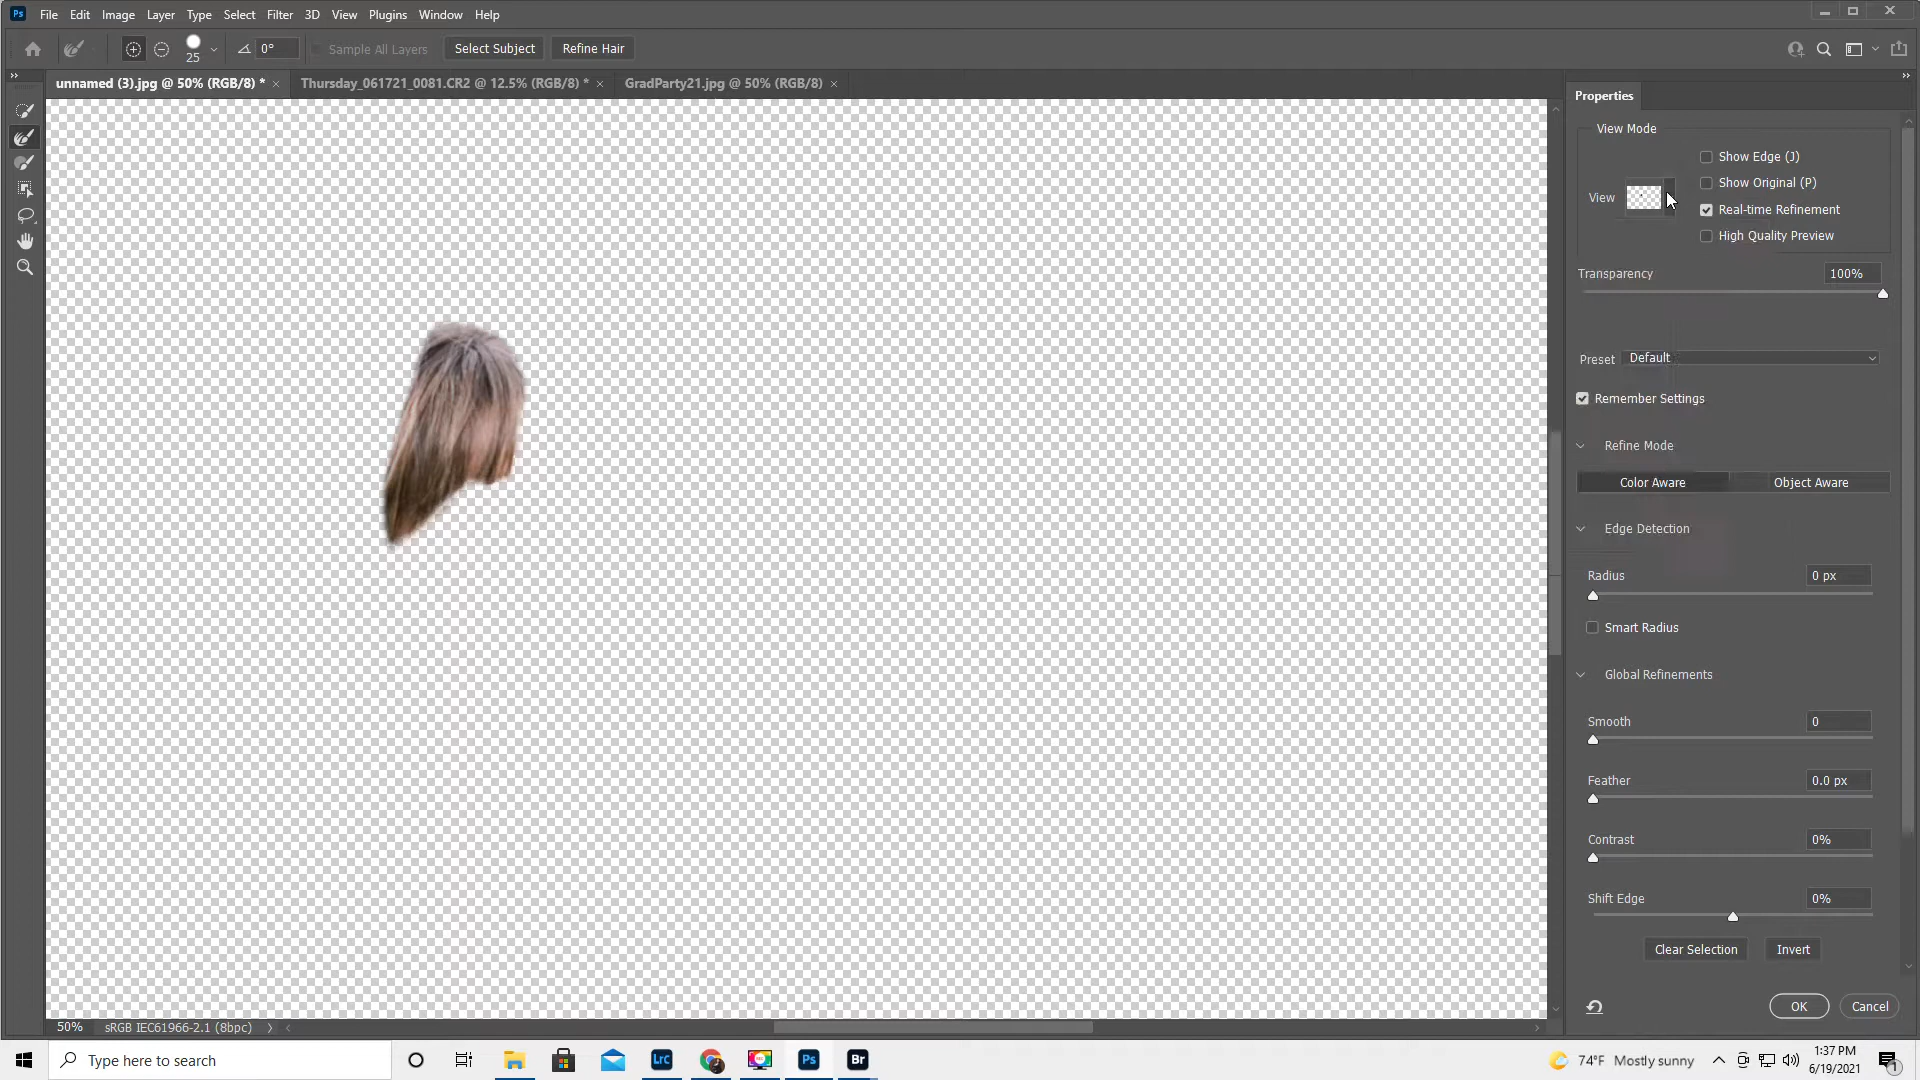 Ps File Edit Image Layer Type Select Filter 3D View Plugins Window Help
25 0° Sample All Layers Select Subject Refine Hair
unnamed (3).jpg @ 50% (RGB/8) * × Thursday_061721_0081.CR2 @ 12.5% (RGB/8) * × GradParty21.jpg @ 50% (RGB/8) ×
Properties
View Mode
Show Edge (J)
Show Original (P)
View
Real-time Refinement
High Quality Preview
Transparency 100%
Preset Default
Remember Settings
Refine Mode
Color Aware Object Aware
Edge Detection
Radius 0 px
Smart Radius
Global Refinements
Smooth 0
Feather 0.0 px
Contrast 0%
Shift Edge 0%
Clear Selection Invert
OK Cancel
50% sRGB IEC61966-2.1 (8bpc)
Type here to search LrC Ps Br 74°F Mostly sunny 1:37 PM
6/19/2021 1